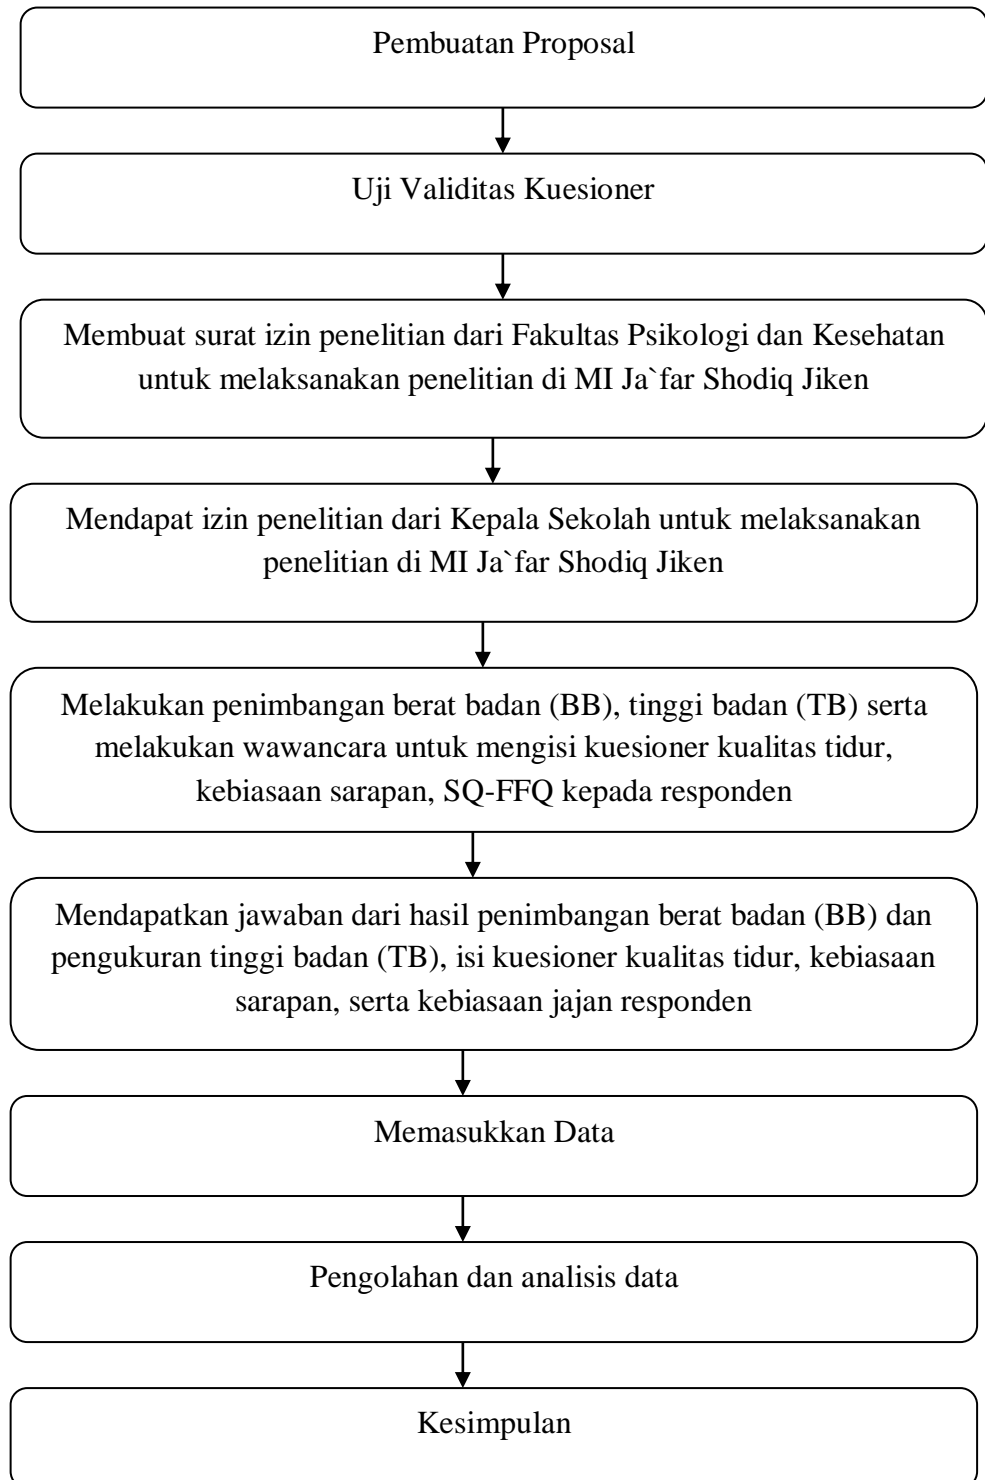 Pembuatan Proposal
Uji Validitas Kuesioner
Membuat surat izin penelitian dari Fakultas Psikologi dan Kesehatan
untuk melaksanakan penelitian di MI Ja`far Shodiq Jiken
Mendapat izin penelitian dari Kepala Sekolah untuk melaksanakan
penelitian di MI Ja`far Shodiq Jiken
Melakukan penimbangan berat badan (BB), tinggi badan (TB) serta
melakukan wawancara untuk mengisi kuesioner kualitas tidur,
kebiasaan sarapan, SQ-FFQ kepada responden
Mendapatkan jawaban dari hasil penimbangan berat badan (BB) dan
pengukuran tinggi badan (TB), isi kuesioner kualitas tidur, kebiasaan
sarapan, serta kebiasaan jajan responden
Memasukkan Data
Pengolahan dan analisis data
Kesimpulan